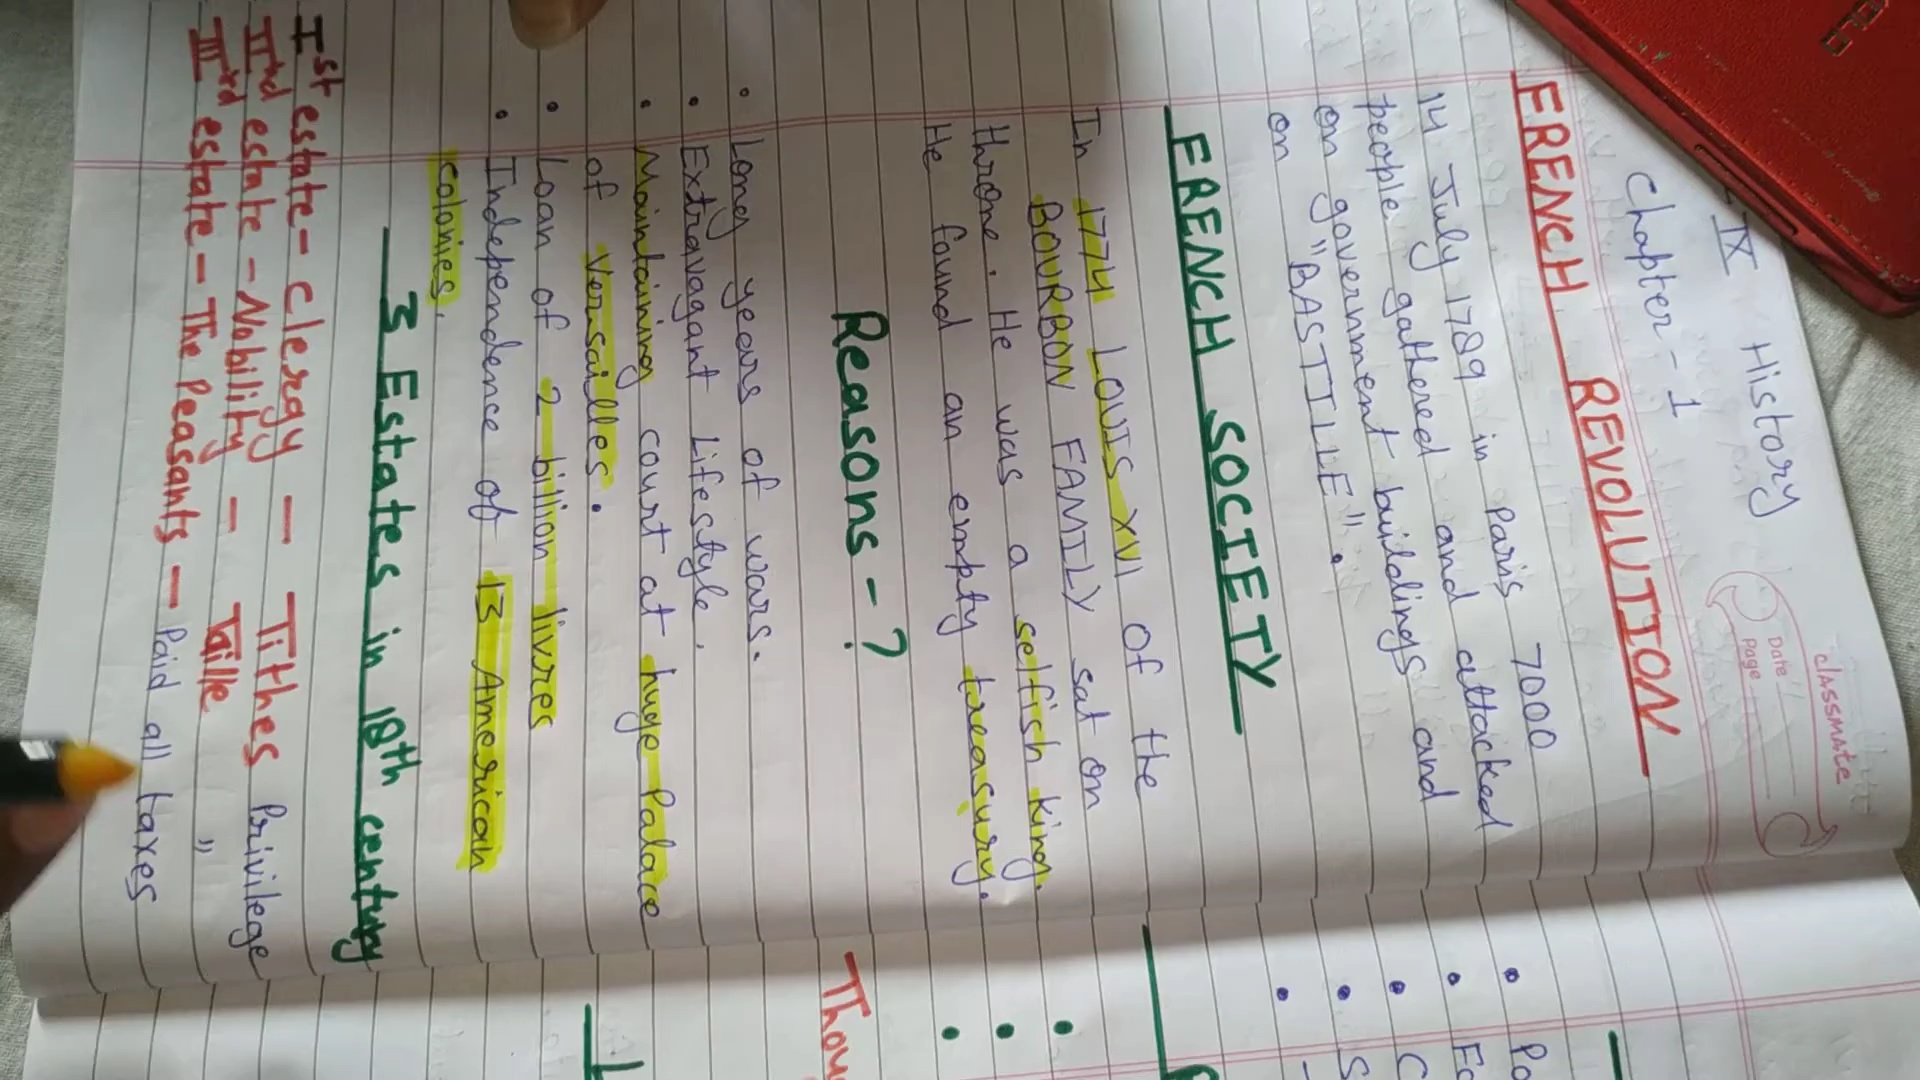 IX History
Chapter - 1
classmate
Date
Page
FRENCH REVOLUTION
14 July 1789 in Paris 7000
people gathered and attacked
on government buildings and
on "BASTILLE".
FRENCH SOCIETY
In 1774 LOUIS XVI of the
BOURBON FAMILY sat on
throne. He was a selfish king.
He found an empty treasury.
Reasons - ?
• Long years of wars.
• Extravagant Lifestyle.
• Maintaining court at huge Palace
of Versailles.
• Loan of 2 billion livres
• Independence of 13 American
colonies.
3 Estates in 18th century
Ist estate - Clergy - Tithes Privilege
IInd estate - Nobility - Taille "
IIIrd estate - The Peasants - Paid all taxes
Thou